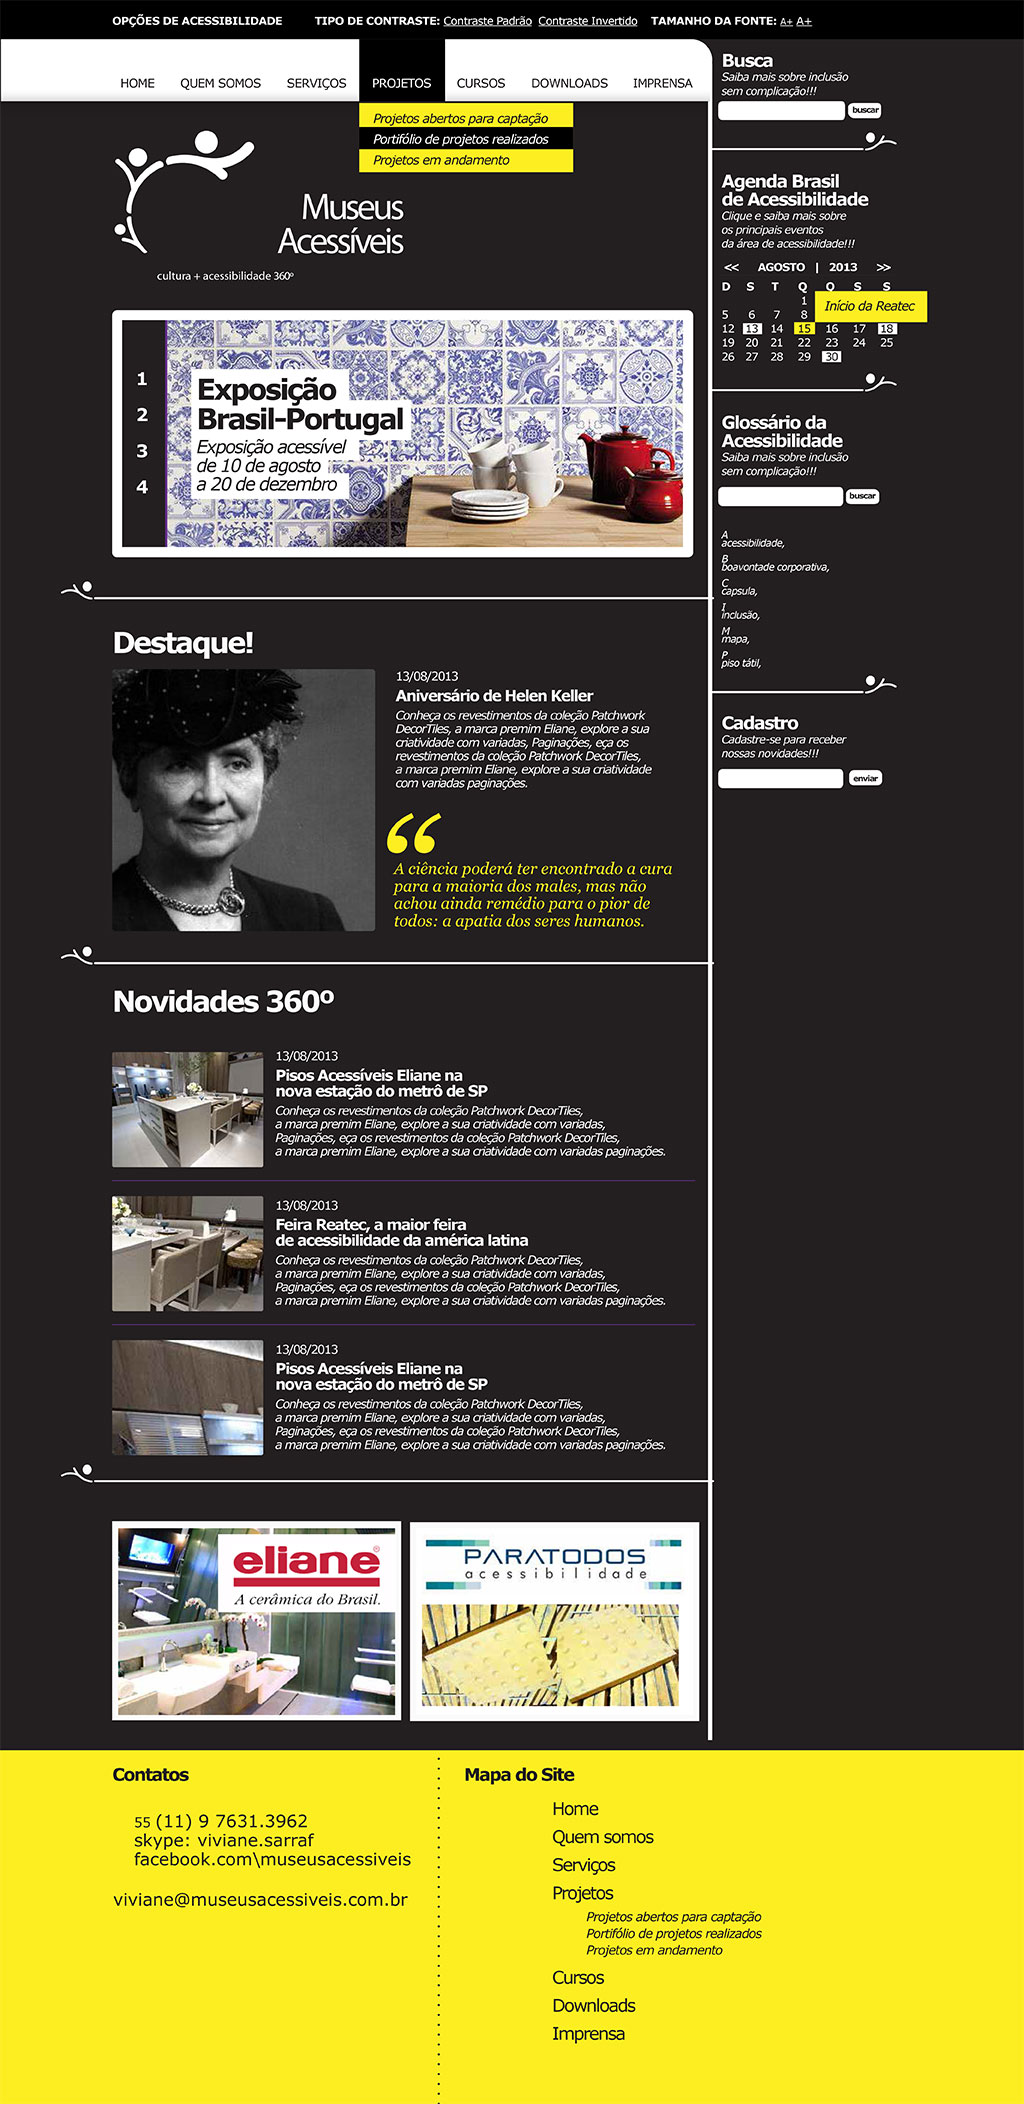 OPÇÕES DE ACESSIBILIDADE TIPO DE CONTRASTE: Contraste Padrão Contraste Invertido TAMANHO DA FONTE: A+ A+
HOME QUEM SOMOS SERVIÇOS PROJETOS CURSOS DOWNLOADS IMPRENSA
Projetos abertos para captação
Portifólio de projetos realizados
Projetos em andamento
Museus
Acessíveis
cultura + acessibilidade 360º
1
2
3
4
Exposição
Brasil-Portugal
Exposição acessível
de 10 de agosto
a 20 de dezembro
Destaque!
13/08/2013
Aniversário de Helen Keller
Conheça os revestimentos da coleção Patchwork
DecorTiles, a marca premim Eliane, explore a sua
criatividade com variadas, Paginações, eça os
revestimentos da coleção Patchwork DecorTiles,
a marca premim Eliane, explore a sua criatividade
com variadas paginações.
“
A ciência poderá ter encontrado a cura
para a maioria dos males, mas não
achou ainda remédio para o pior de
todos: a apatia dos seres humanos.
Novidades 360º
13/08/2013
Pisos Acessíveis Eliane na
nova estação do metrô de SP
Conheça os revestimentos da coleção Patchwork DecorTiles,
a marca premim Eliane, explore a sua criatividade com variadas,
Paginações, eça os revestimentos da coleção Patchwork DecorTiles,
a marca premim Eliane, explore a sua criatividade com variadas paginações.
13/08/2013
Feira Reatec, a maior feira
de acessibilidade da américa latina
Conheça os revestimentos da coleção Patchwork DecorTiles,
a marca premim Eliane, explore a sua criatividade com variadas,
Paginações, eça os revestimentos da coleção Patchwork DecorTiles,
a marca premim Eliane, explore a sua criatividade com variadas paginações.
13/08/2013
Pisos Acessíveis Eliane na
nova estação do metrô de SP
Conheça os revestimentos da coleção Patchwork DecorTiles,
a marca premim Eliane, explore a sua criatividade com variadas,
Paginações, eça os revestimentos da coleção Patchwork DecorTiles,
a marca premim Eliane, explore a sua criatividade com variadas paginações.
eliane®
A cerâmica do Brasil.
PARATODOS
acessibilidade
Busca
Saiba mais sobre inclusão
sem complicação!!!
buscar
Agenda Brasil
de Acessibilidade
Clique e saiba mais sobre
os principais eventos
da área de acessibilidade!!!
<< AGOSTO | 2013 >>
D S T Q Q S S
1 Início da Reatec
5 6 7 8
12 13 14 15 16 17 18
19 20 21 22 23 24 25
26 27 28 29 30
Glossário da
Acessibilidade
Saiba mais sobre inclusão
sem complicação!!!
buscar
A
acessibilidade,
B
boavontade corporativa,
C
capsula,
I
inclusão,
M
mapa,
P
piso tátil,
Cadastro
Cadastre-se para receber
nossas novidades!!!
enviar
Contatos
55 (11) 9 7631.3962
skype: viviane.sarraf
facebook.com\museusacessiveis
viviane@museusacessiveis.com.br
Mapa do Site
Home
Quem somos
Serviços
Projetos
Projetos abertos para captação
Portifólio de projetos realizados
Projetos em andamento
Cursos
Downloads
Imprensa